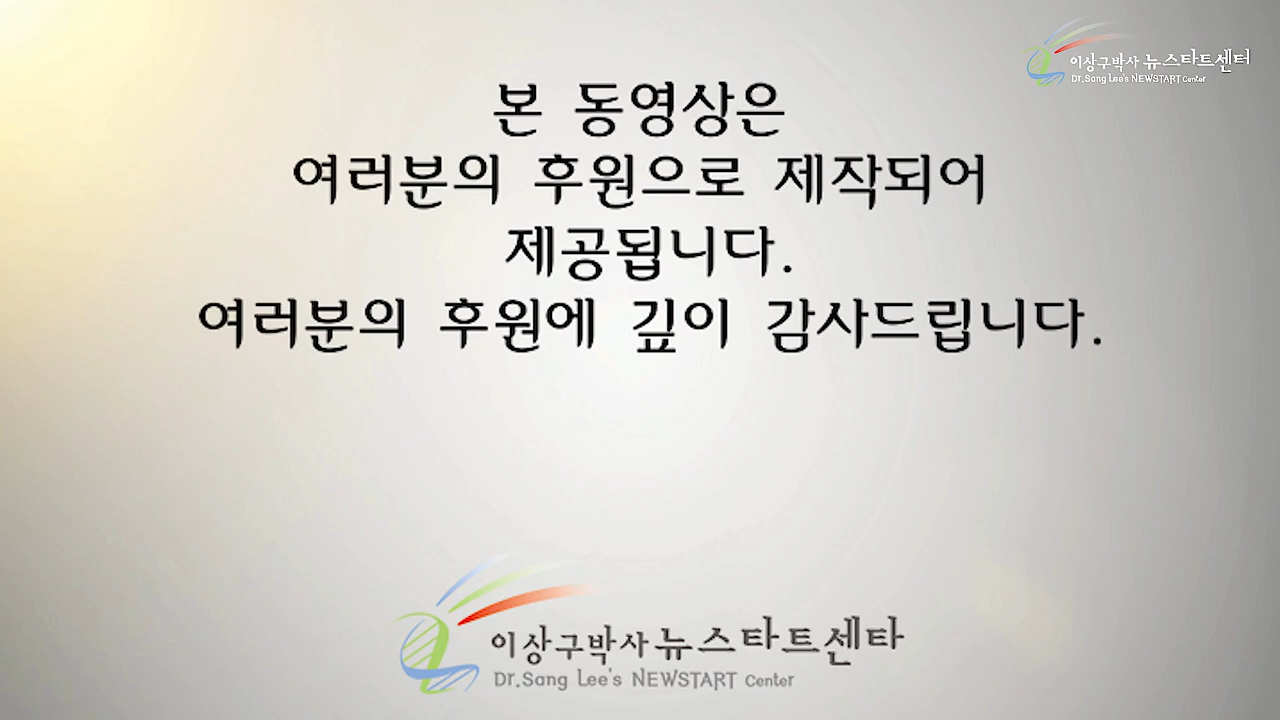 이상구박사 뉴스타트센터
Dr.Sang Lee's NEWSTART Center
본 동영상은
여러분의 후원으로 제작되어
제공됩니다.
여러분의 후원에 깊이 감사드립니다.
이상구박사 뉴스타트센타
Dr.Sang Lee's NEWSTART Center